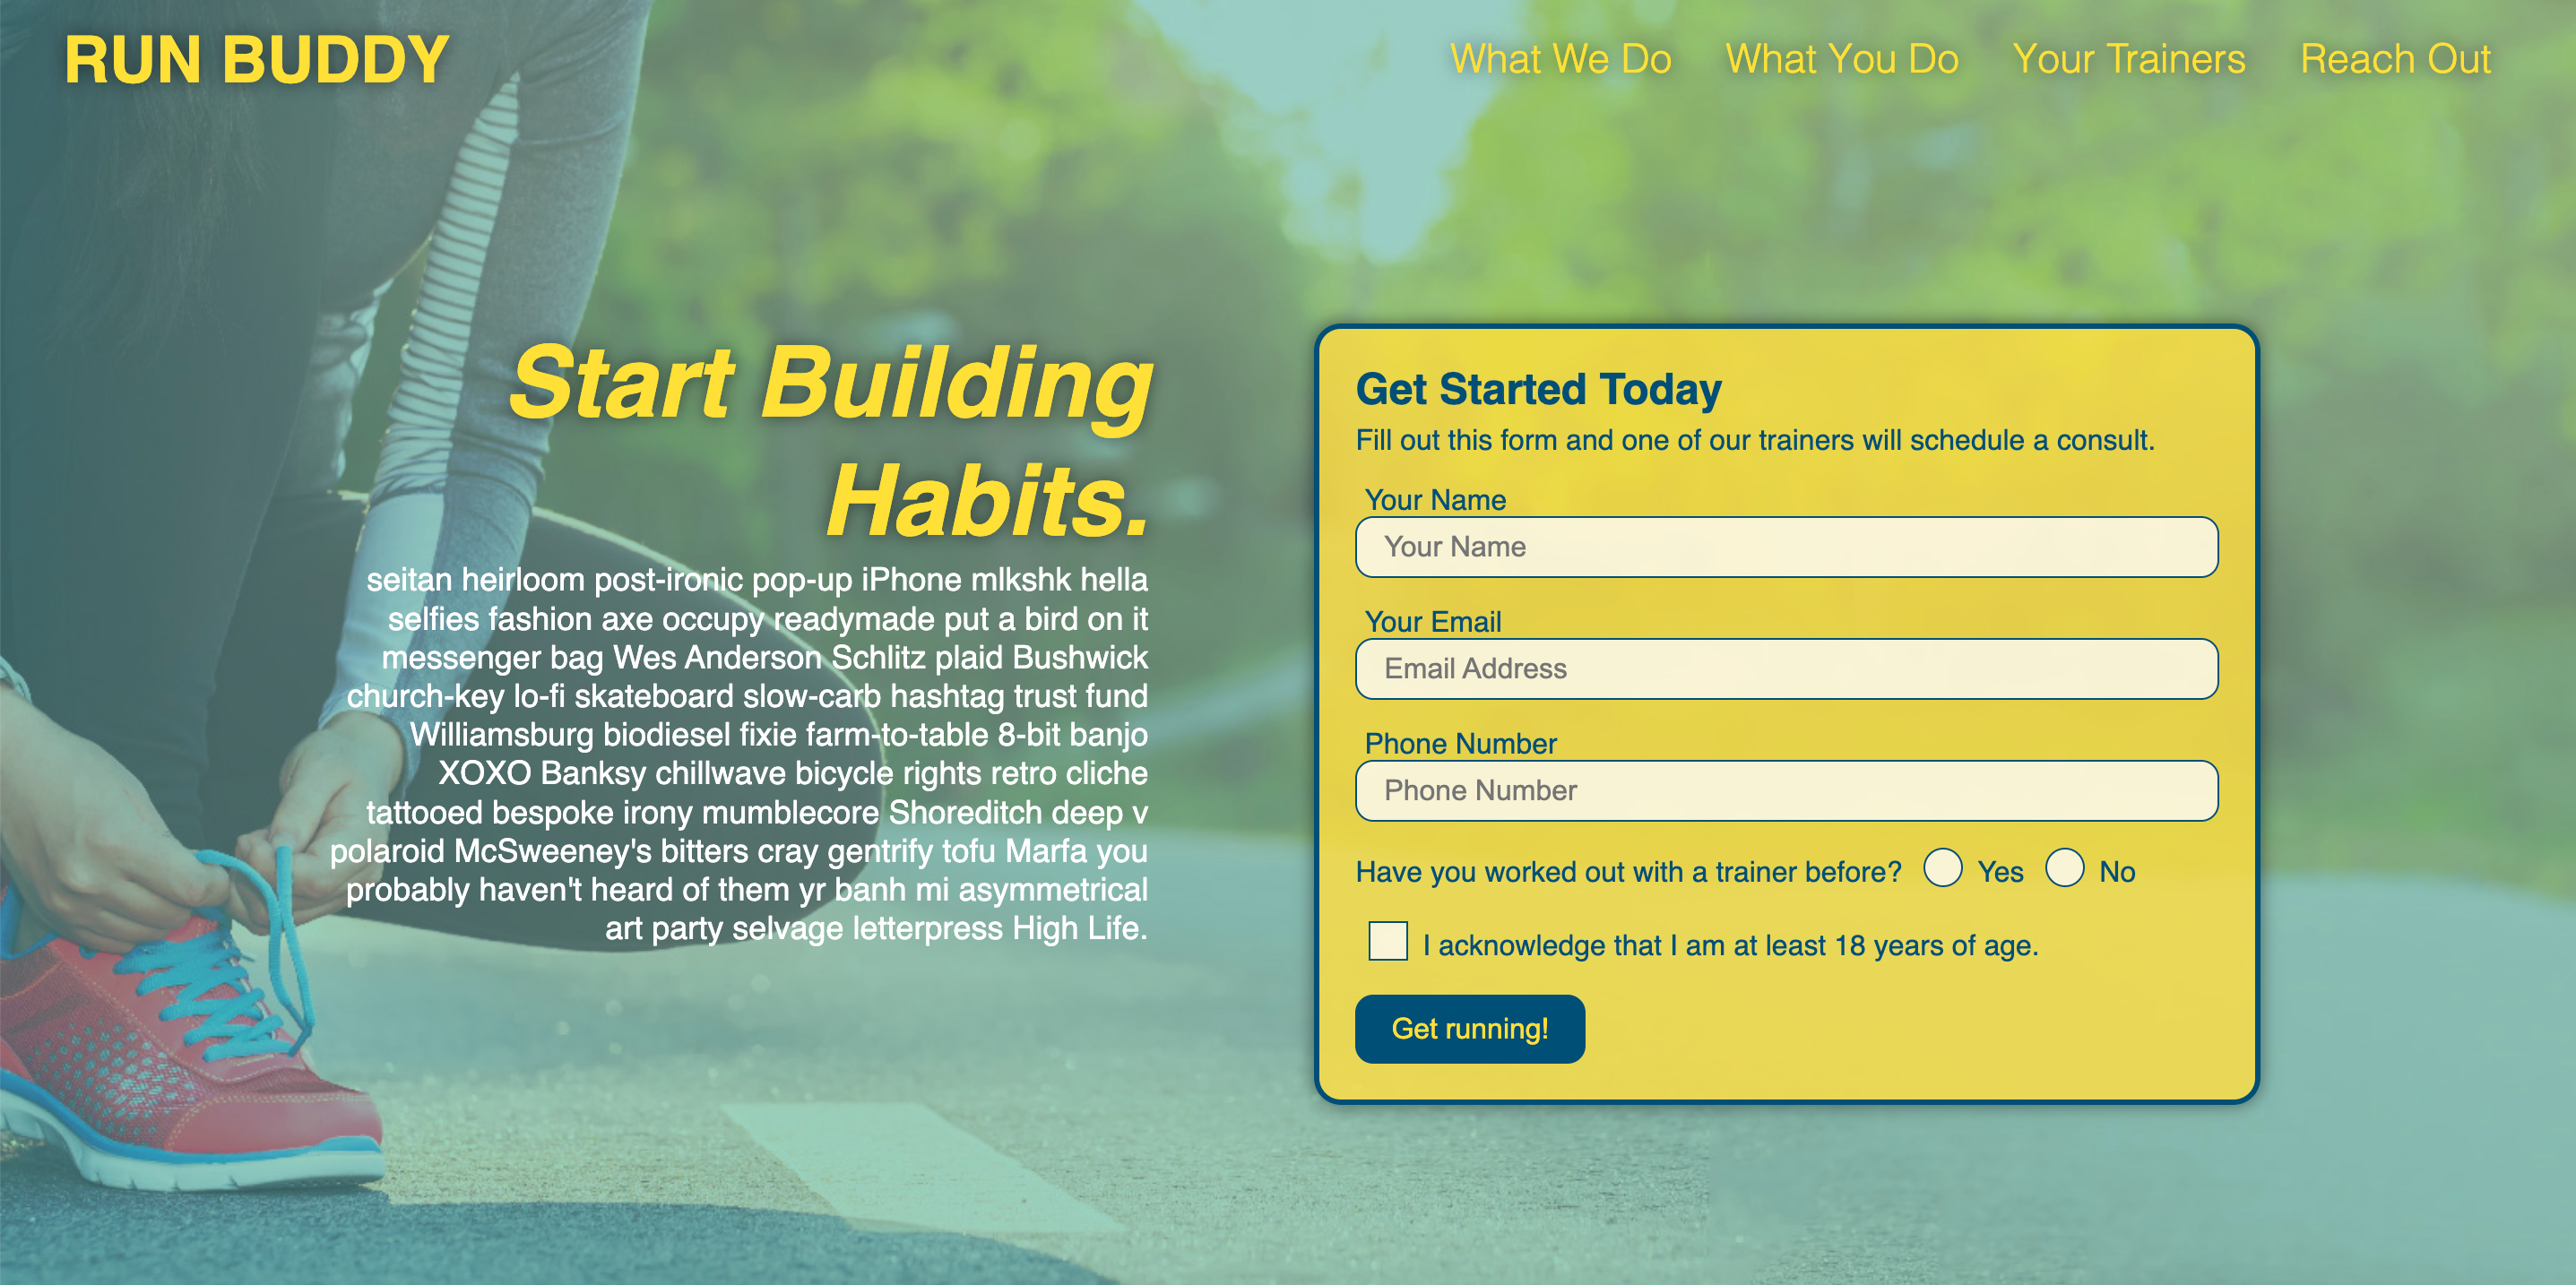 RUN BUDDY
What We Do What You Do Your Trainers Reach Out
Start Building
Habits.
seitan heirloom post-ironic pop-up iPhone mlkshk hella
selfies fashion axe occupy readymade put a bird on it
messenger bag Wes Anderson Schlitz plaid Bushwick
church-key lo-fi skateboard slow-carb hashtag trust fund
Williamsburg biodiesel fixie farm-to-table 8-bit banjo
XOXO Banksy chillwave bicycle rights retro cliche
tattooed bespoke irony mumblecore Shoreditch deep v
polaroid McSweeney's bitters cray gentrify tofu Marfa you
probably haven't heard of them yr banh mi asymmetrical
art party selvage letterpress High Life.
Get Started Today
Fill out this form and one of our trainers will schedule a consult.
Your Name
Your Name
Your Email
Email Address
Phone Number
Phone Number
Have you worked out with a trainer before? Yes No
I acknowledge that I am at least 18 years of age.
Get running!